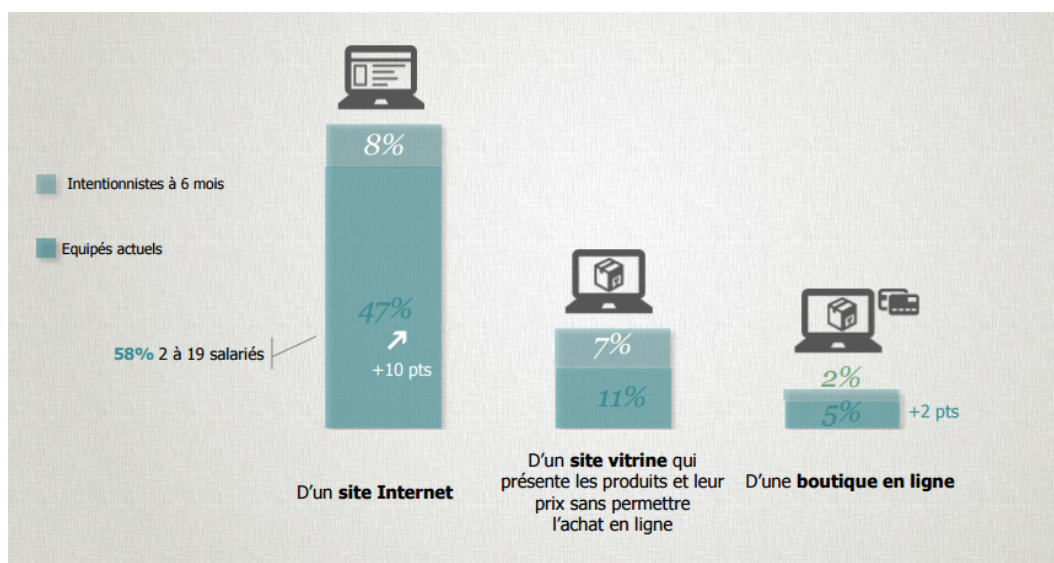 8%
Intentionnistes à 6 mois
Equipés actuels
47%
58% 2 à 19 salariés
+10 pts
7%
11%
2%
5%
+2 pts
D'un site Internet
D'un site vitrine qui
présente les produits et leur
prix sans permettre
l'achat en ligne
D'une boutique en ligne